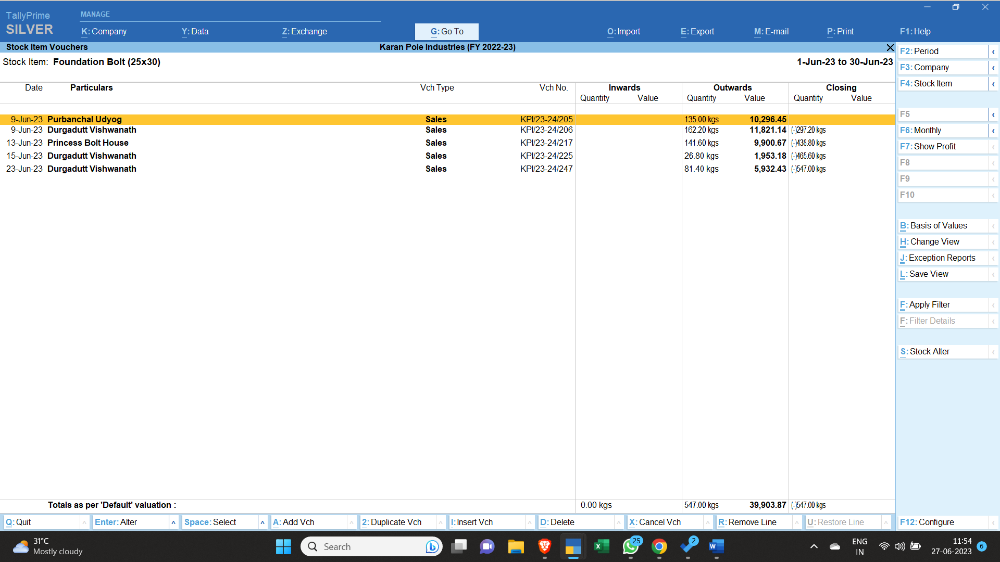 TallyPrime
SILVER
MANAGE
K: Company
Y: Data
Z: Exchange
G: Go To
O: Import
E: Export
M: E-mail
P: Print
F1: Help
Stock Item Vouchers
Karan Pole Industries (FY 2022-23)
Stock Item: Foundation Bolt (25x30)
1-Jun-23 to 30-Jun-23
Date Particulars Vch Type Vch No. Inwards Outwards Closing
Quantity Value Quantity Value Quantity Value
9-Jun-23 Purbanchal Udyog Sales KPI/23-24/205 135.00 kgs 10,296.45
9-Jun-23 Durgadutt Vishwanath Sales KPI/23-24/206 162.20 kgs 11,821.14 (-)297.20 kgs
13-Jun-23 Princess Bolt House Sales KPI/23-24/217 141.60 kgs 9,900.67 (-)438.80 kgs
15-Jun-23 Durgadutt Vishwanath Sales KPI/23-24/225 26.80 kgs 1,953.18 (-)465.60 kgs
23-Jun-23 Durgadutt Vishwanath Sales KPI/23-24/247 81.40 kgs 5,932.43 (-)547.00 kgs
Totals as per 'Default' valuation : 0.00 kgs 547.00 kgs 39,903.87 (-)547.00 kgs
F2: Period
F3: Company
F4: Stock Item
F5
F6: Monthly
F7: Show Profit
F8
F9
F10
B: Basis of Values
H: Change View
J: Exception Reports
L: Save View
F: Apply Filter
F: Filter Details
S: Stock Alter
Q: Quit
Enter: Alter
Space: Select
A: Add Vch
2: Duplicate Vch
I: Insert Vch
D: Delete
X: Cancel Vch
R: Remove Line
U: Restore Line
F12: Configure
31°C
Mostly cloudy
Search
25
2
ENG
IN
11:54
27-06-2023
6